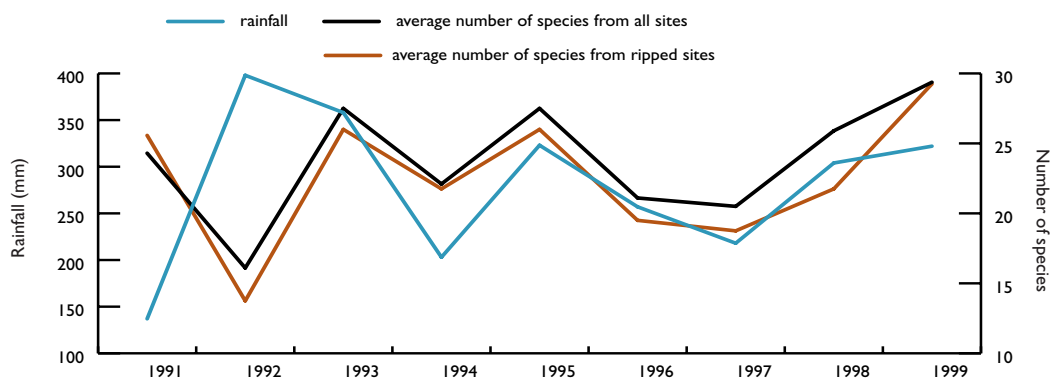 rainfall average number of species from all sites
average number of species from ripped sites
400 30
350
300 25
250
200 20
150 15
100 10
Rainfall (mm)
Number of species
1991 1992 1993 1994 1995 1996 1997 1998 1999